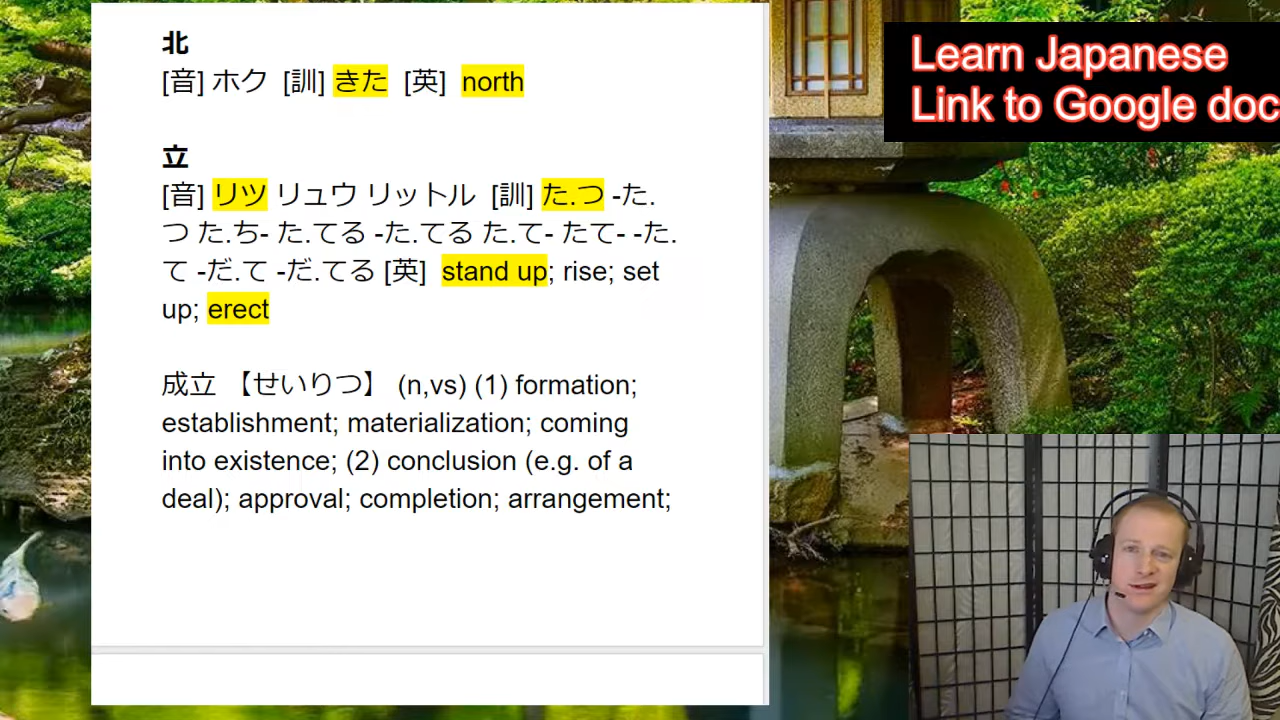 北
[音] ホク [訓] きた [英] north
立
[音] リツ リュウ リットル [訓] た.つ -た.
つ た.ち- た.てる -た.てる た.て- たて- -た.
て -だ.て -だ.てる [英] stand up; rise; set
up; erect
成立 【せいりつ】 (n,vs) (1) formation;
establishment; materialization; coming
into existence; (2) conclusion (e.g. of a
deal); approval; completion; arrangement;
Learn Japanese
Link to Google doc